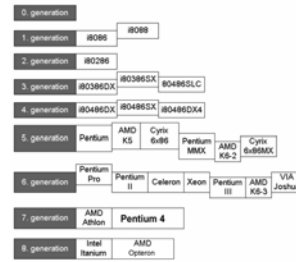 0. generation
1. generation i8086 i8088
2. generation i80286
3. generation i80386DX i80386SX 80486SLC
4. generation i80486DX i80486SX i80486DX4
5. generation Pentium AMD K5 Cyrix 6x86 Pentium MMX AMD K6-2 Cyrix 6x86MX
6. generation Pentium Pro Pentium II Celeron Xeon Pentium III AMD K6-3 VIA Joshu
7. generation AMD Athlon Pentium 4
8. generation Intel Itanium AMD Opteron